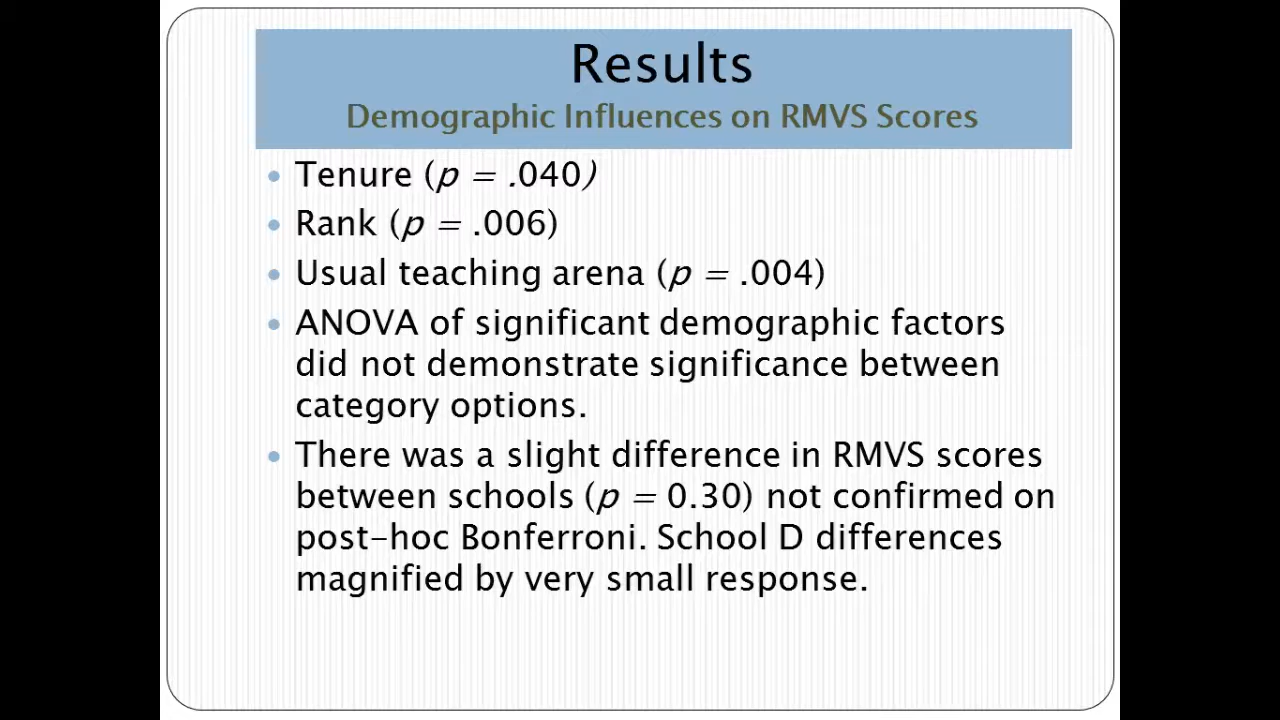 Results
Demographic Influences on RMVS Scores
• Tenure (p = .040)
• Rank (p = .006)
• Usual teaching arena (p = .004)
• ANOVA of significant demographic factors
did not demonstrate significance between
category options.
• There was a slight difference in RMVS scores
between schools (p = 0.30) not confirmed on
post-hoc Bonferroni. School D differences
magnified by very small response.